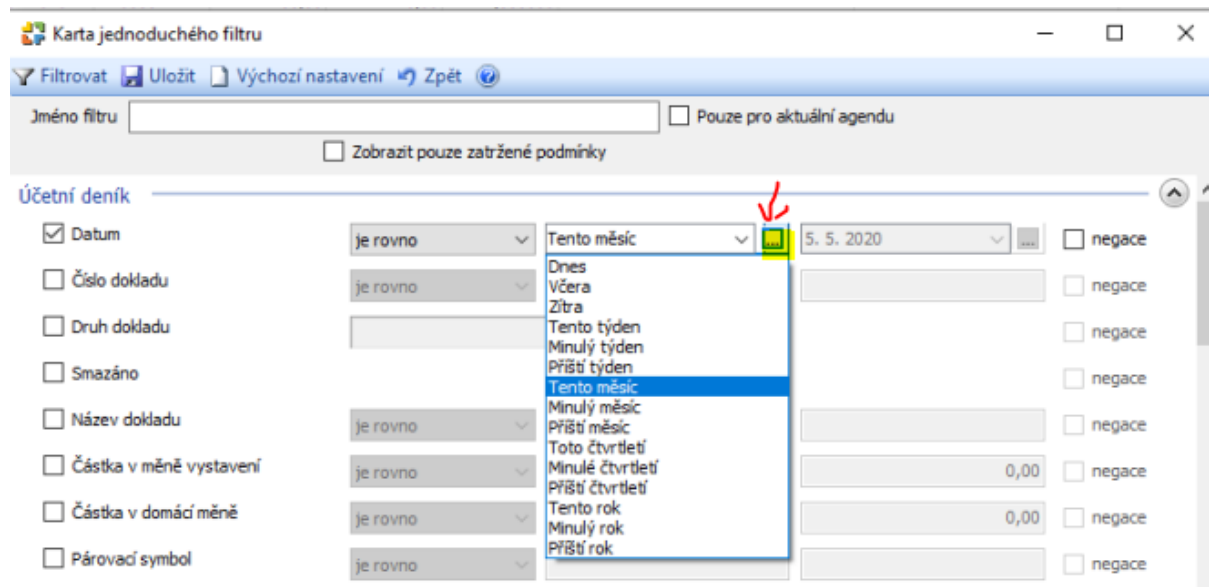 Karta jednoduchého filtru
Filtrovat Uložit Výchozí nastavení Zpět
Jméno filtru Pouze pro aktuální agendu
Zobrazit pouze zatržené podmínky
Účetní deník
Datum je rovno Tento měsíc ... 5. 5. 2020 ... negace
Dnes
Číslo dokladu je rovno Včera negace
Zítra
Druh dokladu Tento týden negace
Minulý týden
Příští týden
Smazáno Tento měsíc negace
Minulý měsíc
Název dokladu je rovno Příští měsíc negace
Toto čtvrtletí
Částka v měně vystavení je rovno Minulé čtvrtletí 0,00 negace
Příští čtvrtletí
Tento rok
Částka v domácí měně je rovno Minulý rok 0,00 negace
Příští rok
Párovací symbol je rovno negace